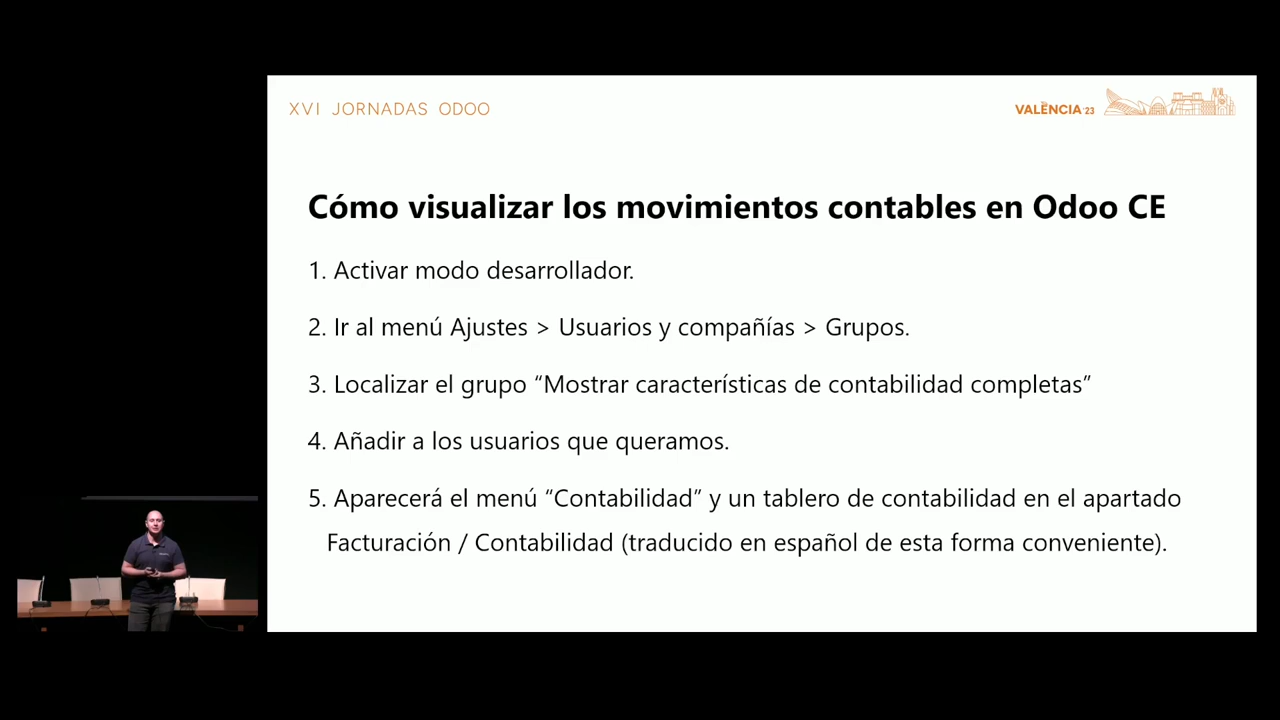 XVI JORNADAS ODOO
VALÈNCIA '23
Cómo visualizar los movimientos contables en Odoo CE
1. Activar modo desarrollador.
2. Ir al menú Ajustes > Usuarios y compañías > Grupos.
3. Localizar el grupo “Mostrar características de contabilidad completas”
4. Añadir a los usuarios que queramos.
5. Aparecerá el menú “Contabilidad” y un tablero de contabilidad en el apartado
Facturación / Contabilidad (traducido en español de esta forma conveniente).